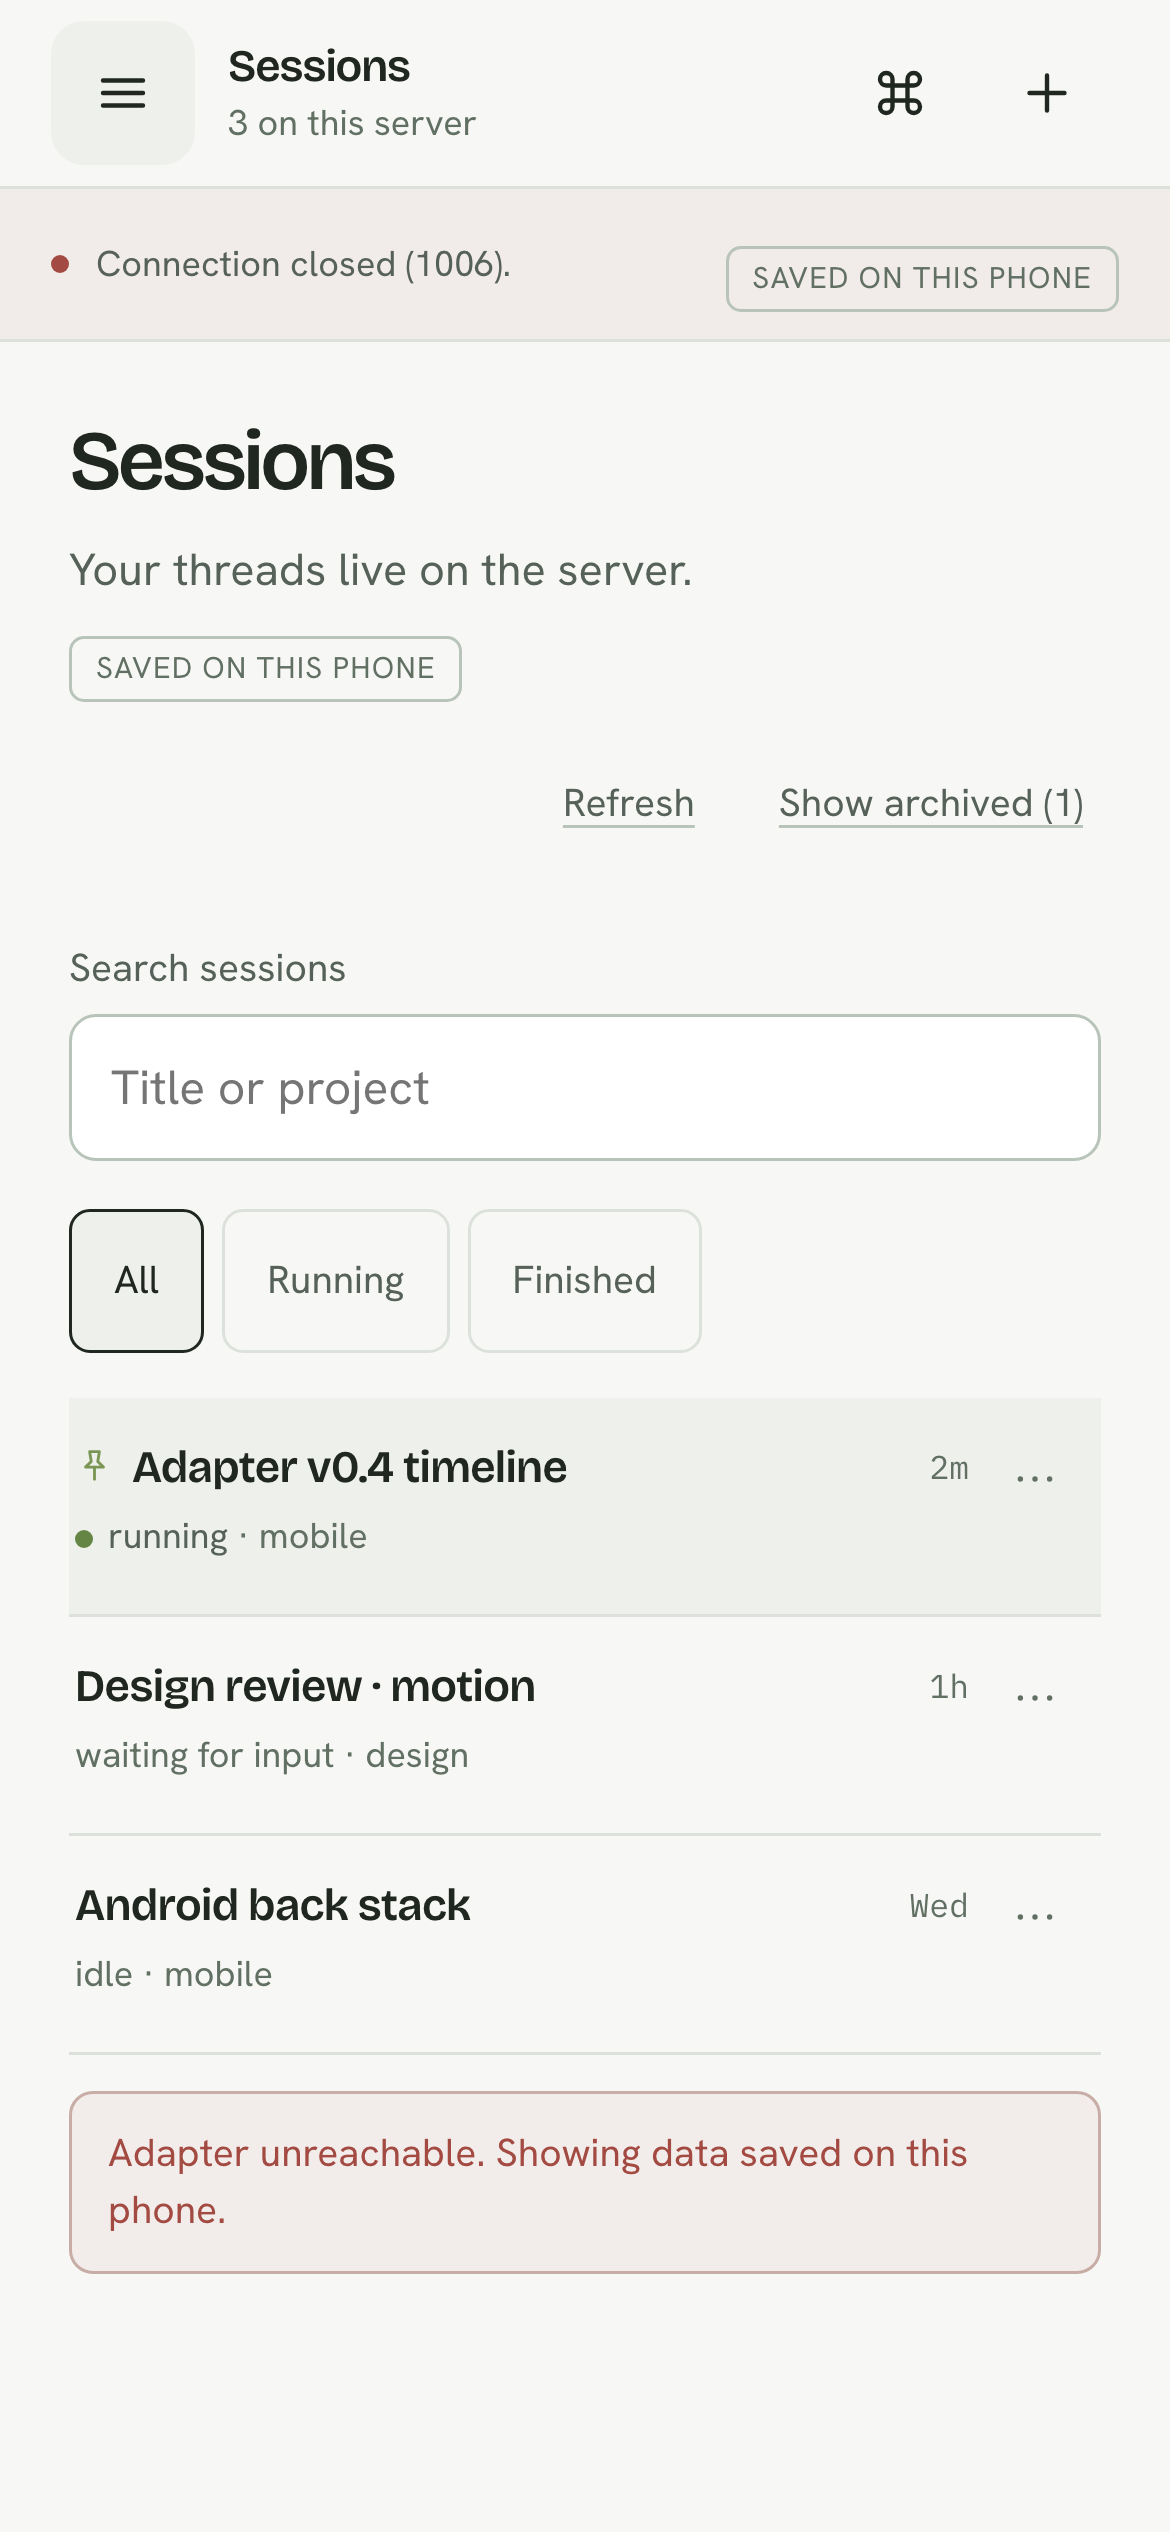 Sessions
3 on this server
Connection closed (1006).
SAVED ON THIS PHONE
Sessions
Your threads live on the server.
SAVED ON THIS PHONE
Refresh
Show archived (1)
Search sessions
Title or project
All
Running
Finished
Adapter v0.4 timeline
2m
...
running · mobile
Design review · motion
1h
...
waiting for input · design
Android back stack
Wed
...
idle · mobile
Adapter unreachable. Showing data saved on this
phone.